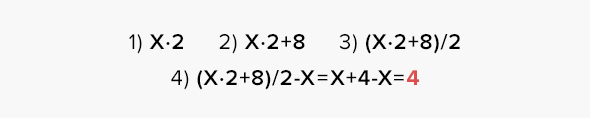 1) X·2 2) X·2+8 3) (X·2+8)/2
4) (X·2+8)/2-X=X+4-X=4